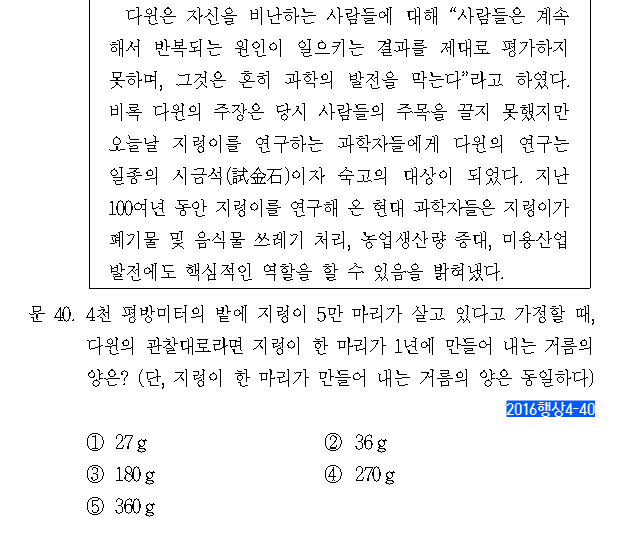 다윈은 자신을 비난하는 사람들에 대해 “사람들은 계속
해서 반복되는 원인이 일으키는 결과를 제대로 평가하지
못하며, 그것은 흔히 과학의 발전을 막는다”라고 하였다.
비록 다윈의 주장은 당시 사람들의 주목을 끌지 못했지만
오늘날 지렁이를 연구하는 과학자들에게 다윈의 연구는
일종의 시금석(試金石)이자 숙고의 대상이 되었다. 지난
100여년 동안 지렁이를 연구해 온 현대 과학자들은 지렁이가
폐기물 및 음식물 쓰레기 처리, 농업생산량 증대, 미용산업
발전에도 핵심적인 역할을 할 수 있음을 밝혀냈다.
문 40. 4천 평방미터의 밭에 지렁이 5만 마리가 살고 있다고 가정할 때,
다윈의 관찰대로라면 지렁이 한 마리가 1년에 만들어 내는 거름의
양은? (단, 지렁이 한 마리가 만들어 내는 거름의 양은 동일하다)
2016행상4-40
① 27g ② 36g
③ 180g ④ 270g
⑤ 360g